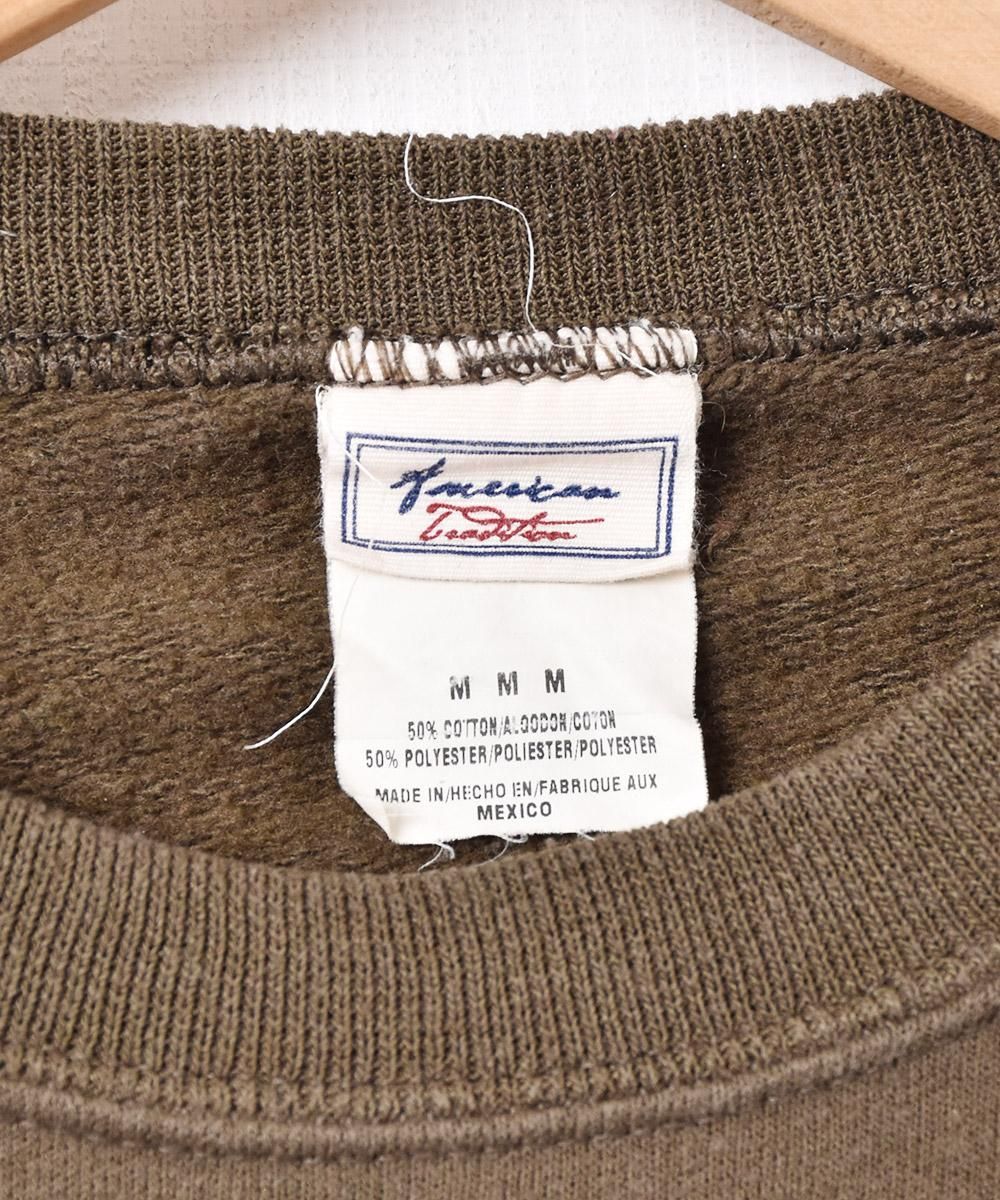 American
Tradition
M M M
50% COTTON/ALGODON/COTON
50% POLYESTER/POLIESTER/POLYESTER
MADE IN/HECHO EN/FABRIQUE AUX
MEXICO